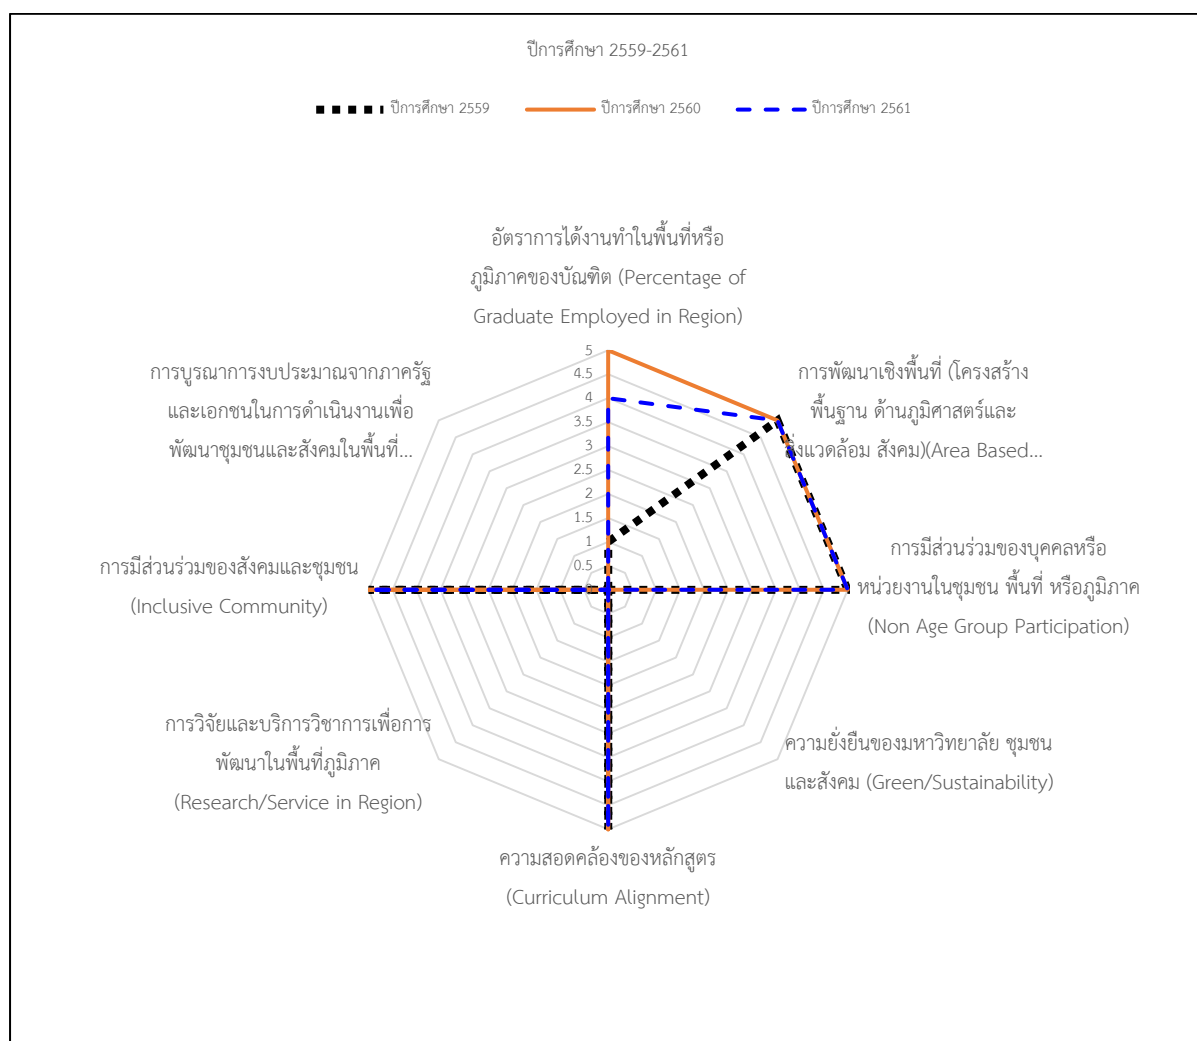 ปีการศึกษา 2559-2561
ปีการศึกษา 2559
ปีการศึกษา 2560
ปีการศึกษา 2561
อัตราการได้งานทำในพื้นที่หรือ
ภูมิภาคของบัณฑิต (Percentage of
Graduate Employed in Region)
การพัฒนาเชิงพื้นที่ (โครงสร้าง
พื้นฐาน ด้านภูมิศาสตร์และ
สิ่งแวดล้อม สังคม)(Area Based...
การมีส่วนร่วมของบุคคลหรือ
หน่วยงานในชุมชน พื้นที่ หรือภูมิภาค
(Non Age Group Participation)
ความยั่งยืนของมหาวิทยาลัย ชุมชน
และสังคม (Green/Sustainability)
ความสอดคล้องของหลักสูตร
(Curriculum Alignment)
การวิจัยและบริการวิชาการเพื่อการ
พัฒนาในพื้นที่ภูมิภาค
(Research/Service in Region)
การมีส่วนร่วมของสังคมและชุมชน
(Inclusive Community)
การบูรณาการงบประมาณจากภาครัฐ
และเอกชนในการดำเนินงานเพื่อ
พัฒนาชุมชนและสังคมในพื้นที่...
5
4.5
4
3.5
3
2.5
2
1.5
1
0.5